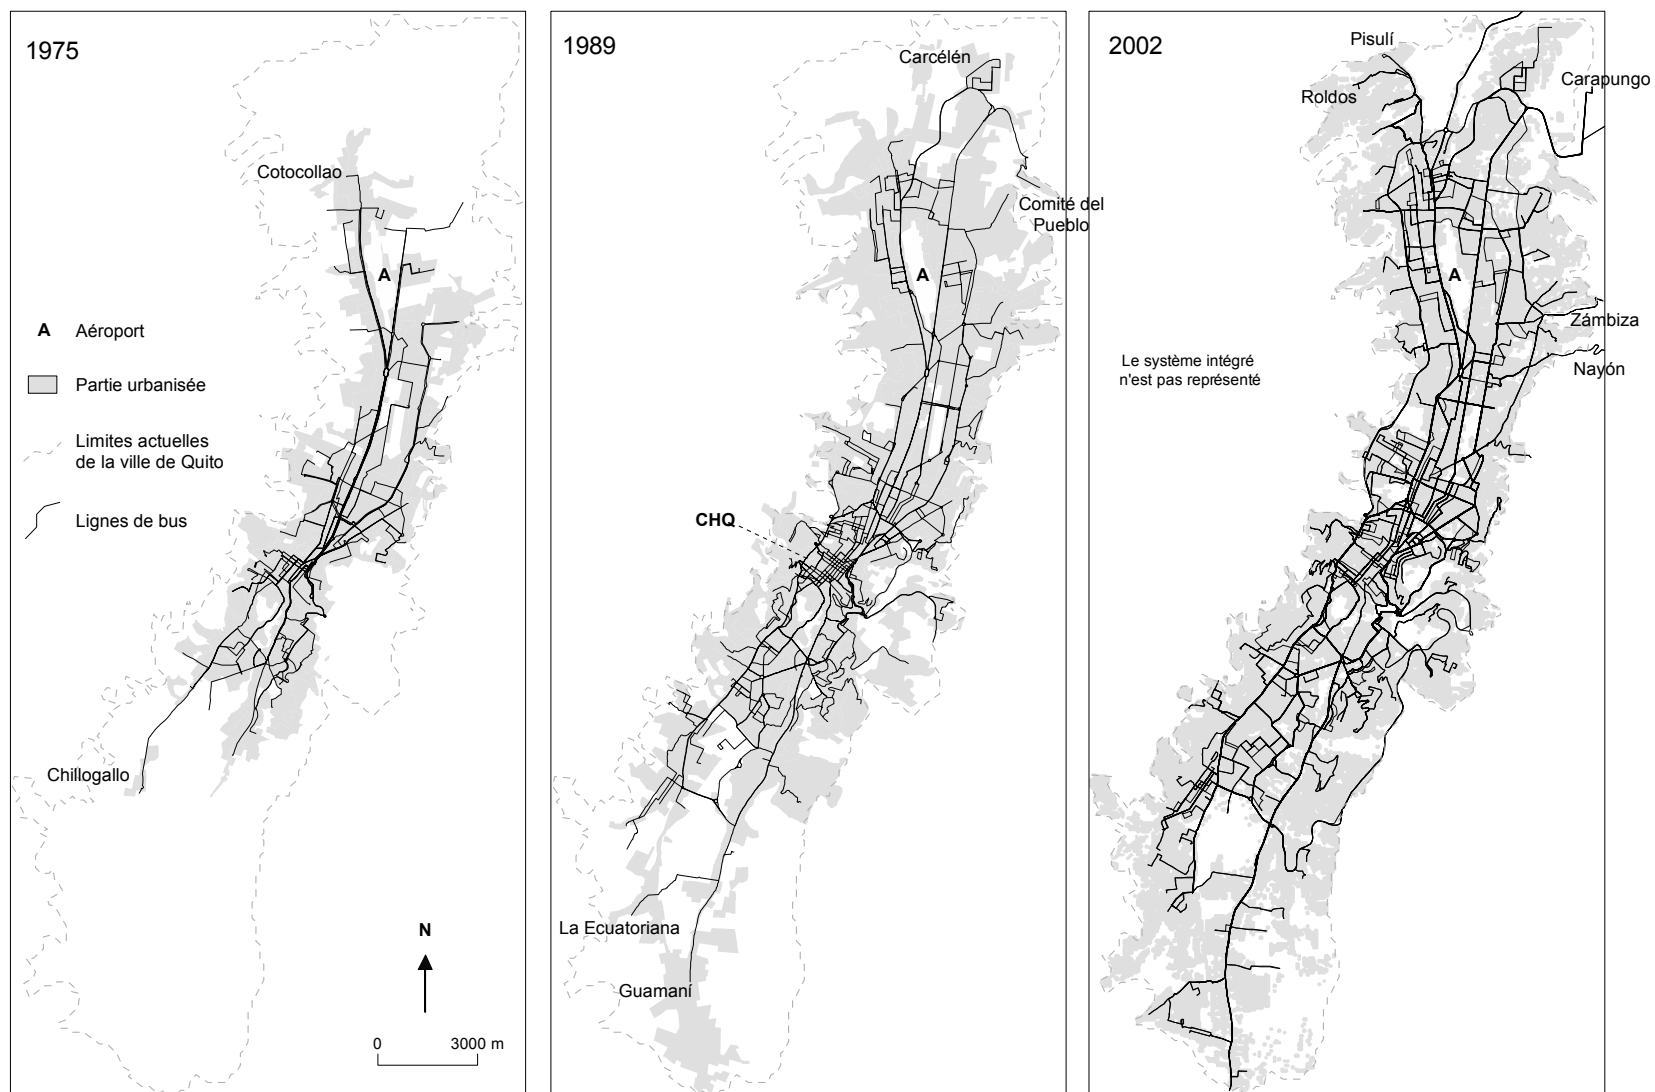 1975
Cotocollao
A
A Aéroport
Partie urbanisée
Limites actuelles
de la ville de Quito
Lignes de bus
Chillogallo
N
0 3000 m
1989
Carcélén
Comité del
Pueblo
A
CHQ
La Ecuatoriana
Guamaní
2002
Pisulí
Carapungo
Roldos
A
Zámbiza
Le système intégré
n'est pas représenté
Nayón